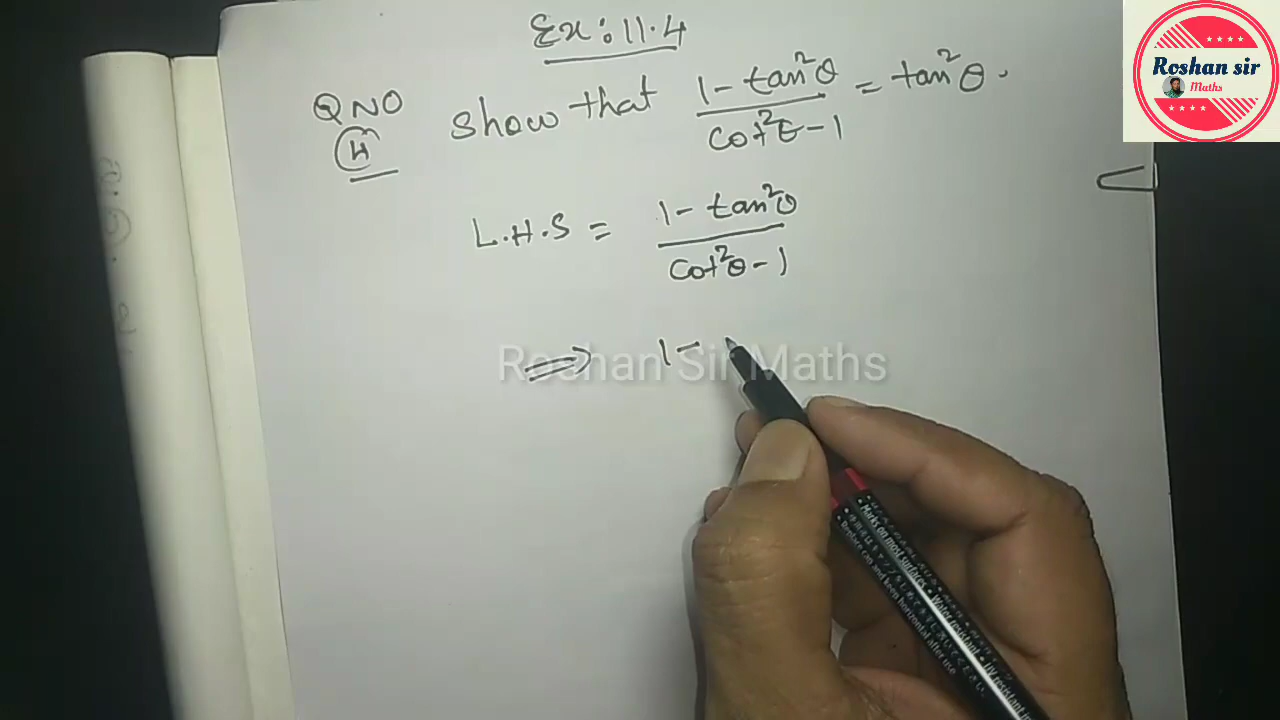 Ex: 11.4
Roshan sir
Maths
Q NO
4
show that (1 - tan²θ)/(cot²θ - 1) = tan²θ.
L.H.S = (1 - tan²θ)/(cot²θ - 1)
⇒ 1 -
Roshan Sir Maths